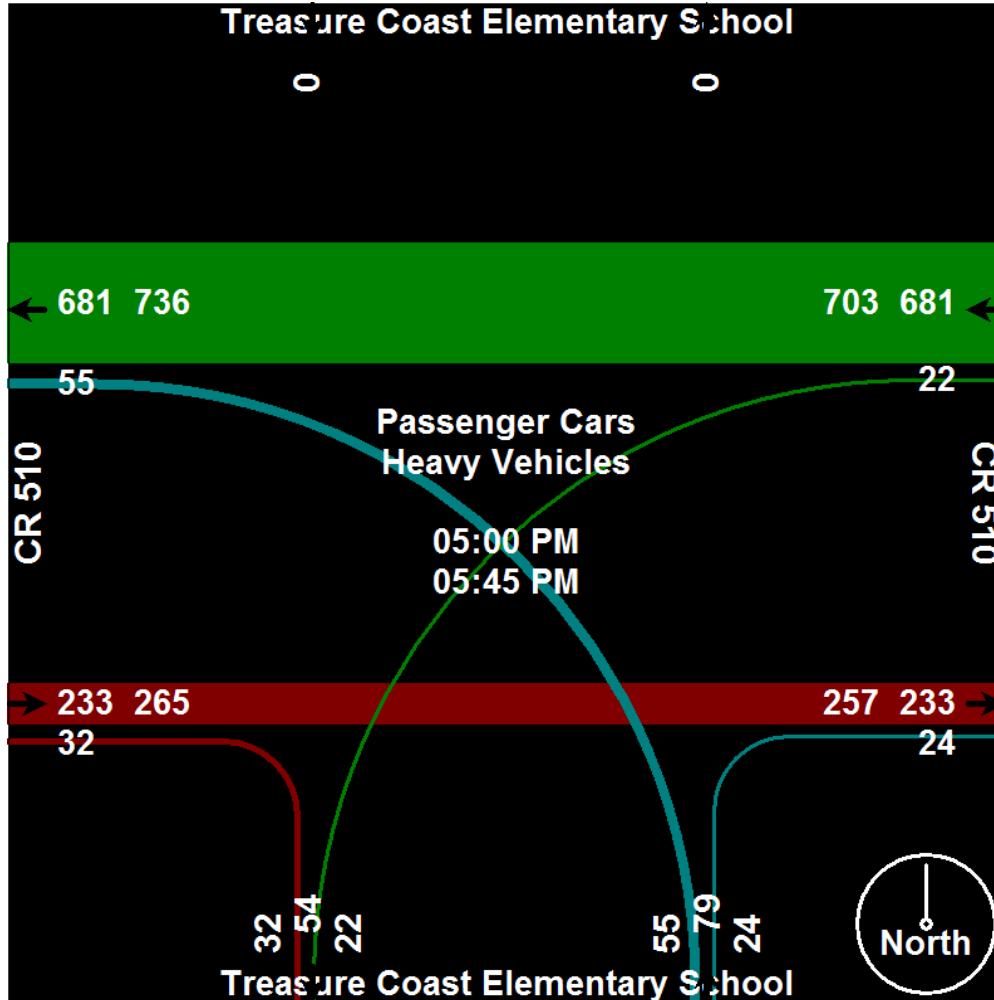 Treasure Coast Elementary School
0 0
681 736 703 681
55 22
Passenger Cars
Heavy Vehicles
CR 510 CR 510
05:00 PM
05:45 PM
233 265 257 233
32 24
32 54 22 55 79 24
North
Treasure Coast Elementary School